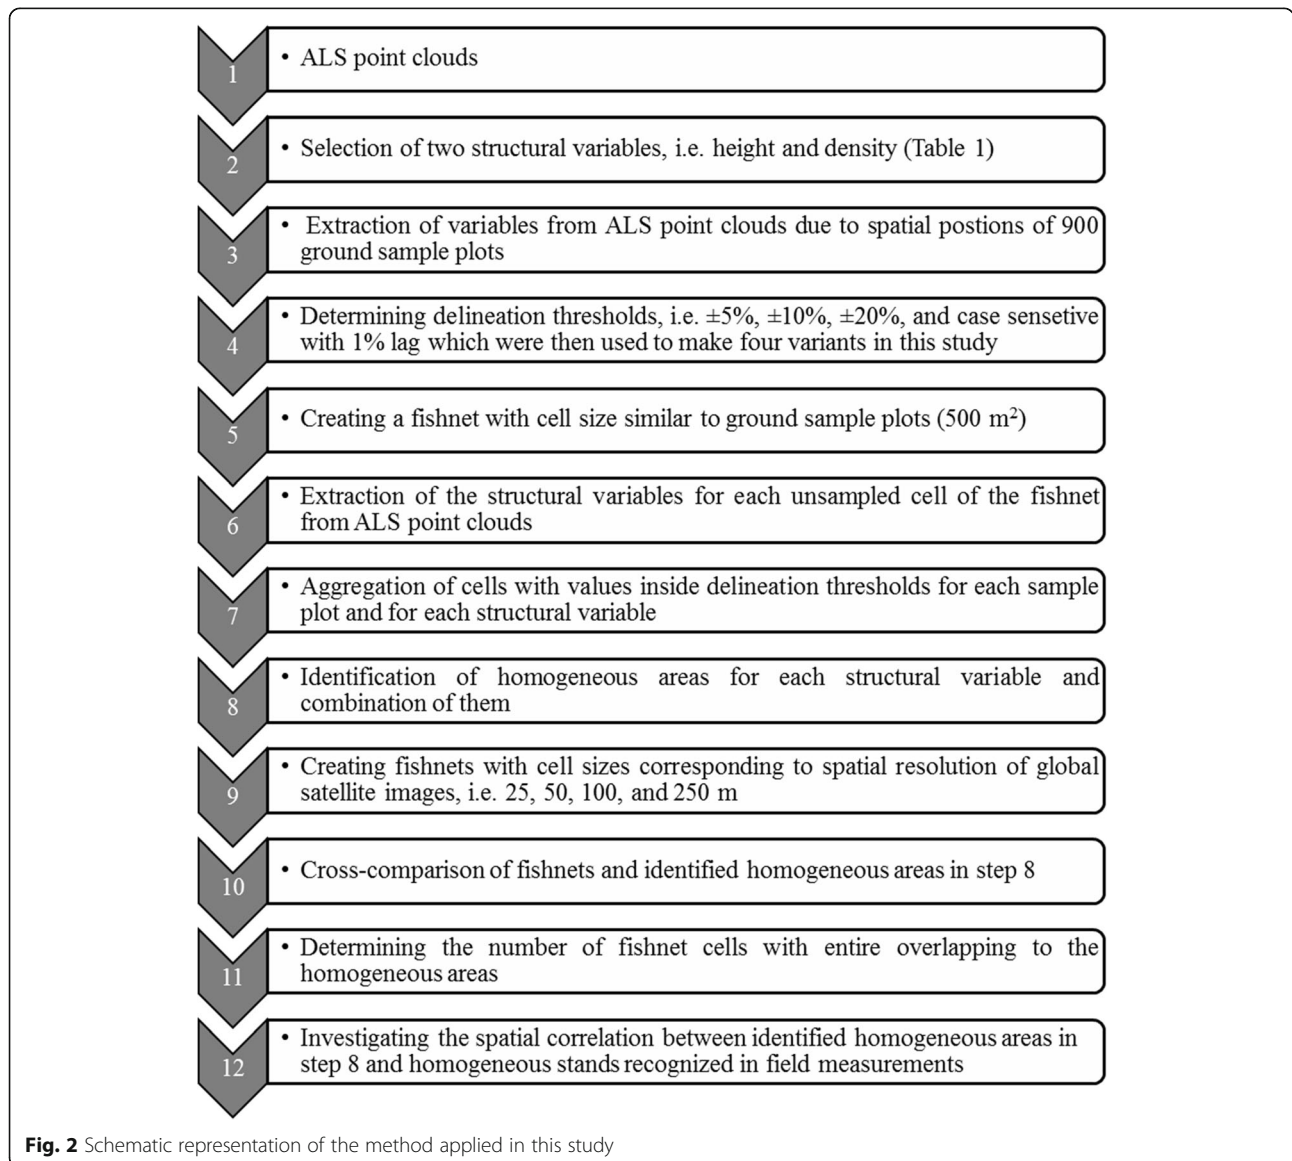 1
• ALS point clouds
2
• Selection of two structural variables, i.e. height and density (Table 1)
3
• Extraction of variables from ALS point clouds due to spatial postions of 900
ground sample plots
4
• Determining delineation thresholds, i.e. ±5%, ±10%, ±20%, and case sensetive
with 1% lag which were then used to make four variants in this study
5
• Creating a fishnet with cell size similar to ground sample plots (500 m²)
6
• Extraction of the structural variables for each unsampled cell of the fishnet
from ALS point clouds
7
• Aggregation of cells with values inside delineation thresholds for each sample
plot and for each structural variable
8
• Identification of homogeneous areas for each structural variable and
combination of them
9
• Creating fishnets with cell sizes corresponding to spatial resolution of global
satellite images, i.e. 25, 50, 100, and 250 m
10
• Cross-comparison of fishnets and identified homogeneous areas in step 8
11
• Determining the number of fishnet cells with entire overlapping to the
homogeneous areas
12
• Investigating the spatial correlation between identified homogeneous areas in
step 8 and homogeneous stands recognized in field measurements
Fig. 2 Schematic representation of the method applied in this study